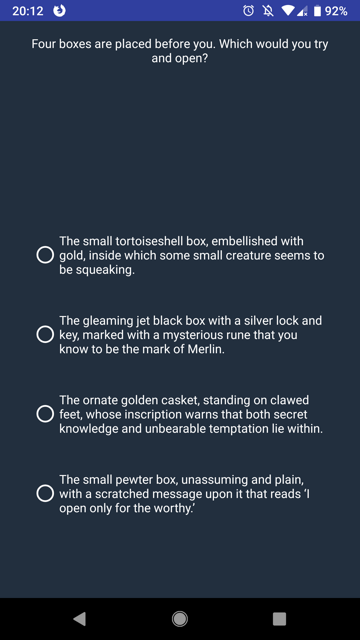 20:12
92%
Four boxes are placed before you. Which would you try
and open?
The small tortoiseshell box, embellished with
gold, inside which some small creature seems to
be squeaking.
The gleaming jet black box with a silver lock and
key, marked with a mysterious rune that you
know to be the mark of Merlin.
The ornate golden casket, standing on clawed
feet, whose inscription warns that both secret
knowledge and unbearable temptation lie within.
The small pewter box, unassuming and plain,
with a scratched message upon it that reads ‘I
open only for the worthy.’